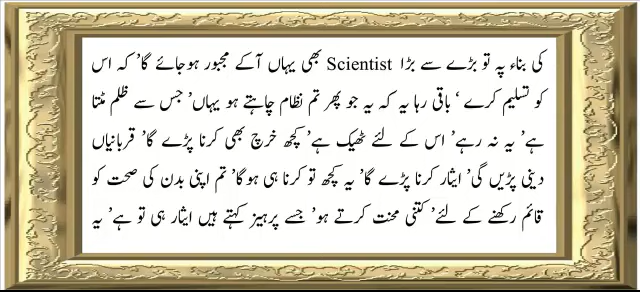 کی بناء پہ تو بڑے سے بڑا Scientist بھی یہاں آکے مجبور ہوجائے گا’ کہ اس
کو تسلیم کرے ‘ باقی رہا یہ کہ یہ جو پھر تم نظام چاہتے ہو یہاں’ جس سے ظلم مٹتا
ہے’ یہ نہ رہے’ اس کے لئے ٹھیک ہے’ کچھ خرچ بھی کرنا پڑے گا’ قربانیاں
دینی پڑیں گی’ ایثار کرنا پڑے گا’ یہ کچھ تو کرنا ہی ہوگا’ تم اپنی بدن کی صحت کو
قائم رکھنے کے لئے’ کتنی محنت کرتے ہو’ جسے پرہیز کہتے ہیں ایثار ہی تو ہے’ یہ